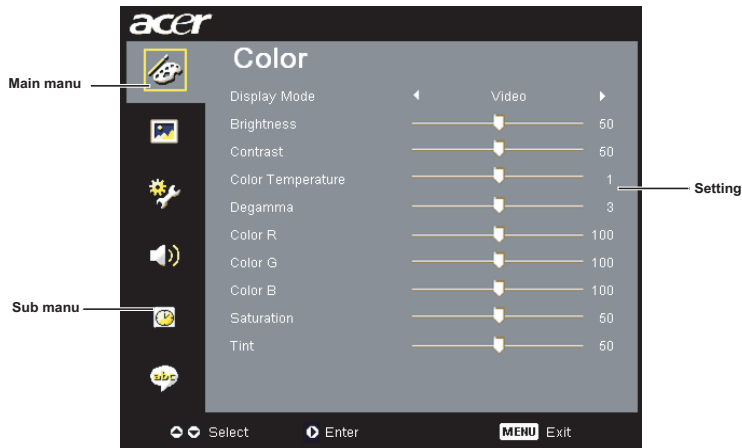 acer
Color
Main manu
Display Mode Video
Brightness 50
Contrast 50
Color Temperature 1
Setting
Degamma 3
Color R 100
Color G 100
Color B 100
Sub manu
Saturation 50
Tint 50
abc
Select Enter MENU Exit